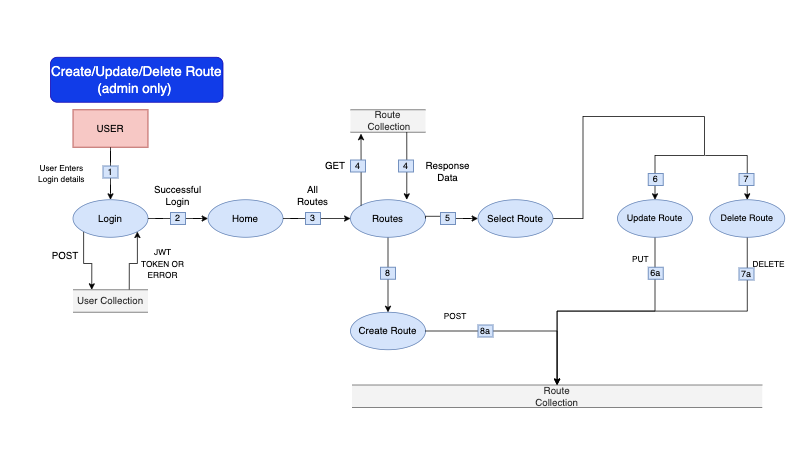 Create/Update/Delete Route
(admin only)
USER
User Enters
Login details
1
Login
Successful
Login
2
Home
All
Routes
3
Route
Collection
GET
4
4
Response
Data
Routes
5
Select Route
6
7
Update Route
Delete Route
POST
JWT
TOKEN OR
ERROR
User Collection
8
PUT
6a
DELETE
7a
Create Route
POST
8a
Route
Collection